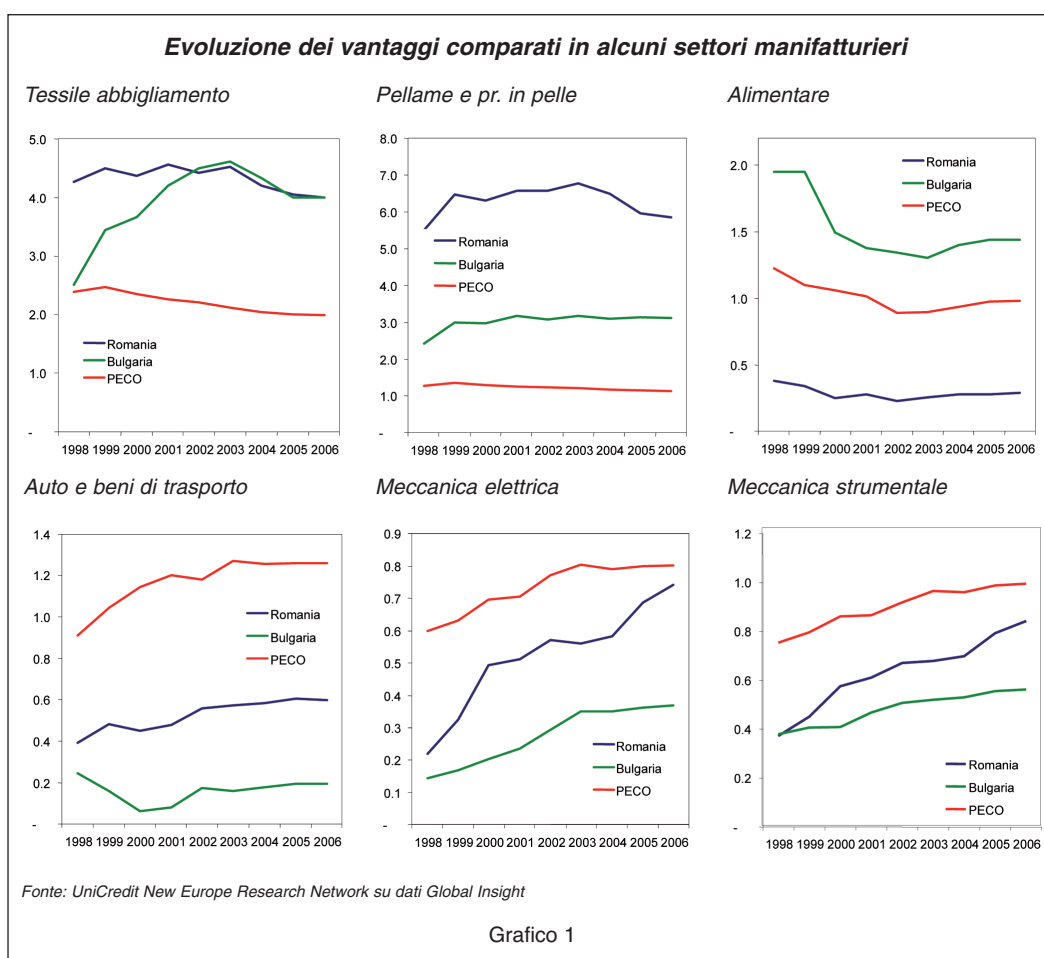 Evoluzione dei vantaggi comparati in alcuni settori manifatturieri
Tessile abbigliamento
5.0
4.0
3.0
2.0
1.0
-
Romania
Bulgaria
PECO
1998 1999 2000 2001 2002 2003 2004 2005 2006
Pellame e pr. in pelle
8.0
7.0
6.0
5.0
4.0
3.0
2.0
1.0
-
Romania
Bulgaria
PECO
1998 1999 2000 2001 2002 2003 2004 2005 2006
Alimentare
2.0
1.5
1.0
0.5
-
Romania
Bulgaria
PECO
1998 1999 2000 2001 2002 2003 2004 2005 2006
Auto e beni di trasporto
1.4
1.2
1.0
0.8
0.6
0.4
0.2
-
Romania
Bulgaria
PECO
1998 1999 2000 2001 2002 2003 2004 2005 2006
Meccanica elettrica
0.9
0.8
0.7
0.6
0.5
0.4
0.3
0.2
0.1
-
Romania
Bulgaria
PECO
1998 1999 2000 2001 2002 2003 2004 2005 2006
Meccanica strumentale
1.2
1.0
0.8
0.6
0.4
0.2
-
Romania
Bulgaria
PECO
1998 1999 2000 2001 2002 2003 2004 2005 2006
Fonte: UniCredit New Europe Research Network su dati Global Insight
Grafico 1